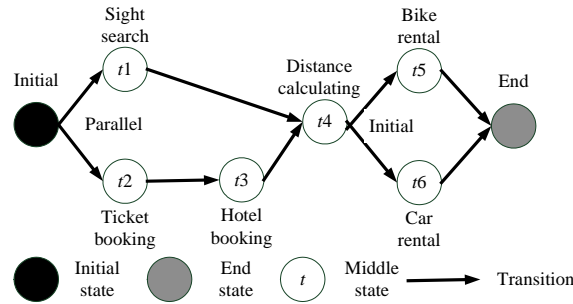 Sight
search
Bike
rental
Initial
Distance
calculating
End
t1
t5
Parallel
t4
Initial
t2
t3
t6
Ticket
booking
Hotel
booking
Car
rental
Initial
state
End
state
t
Middle
state
Transition